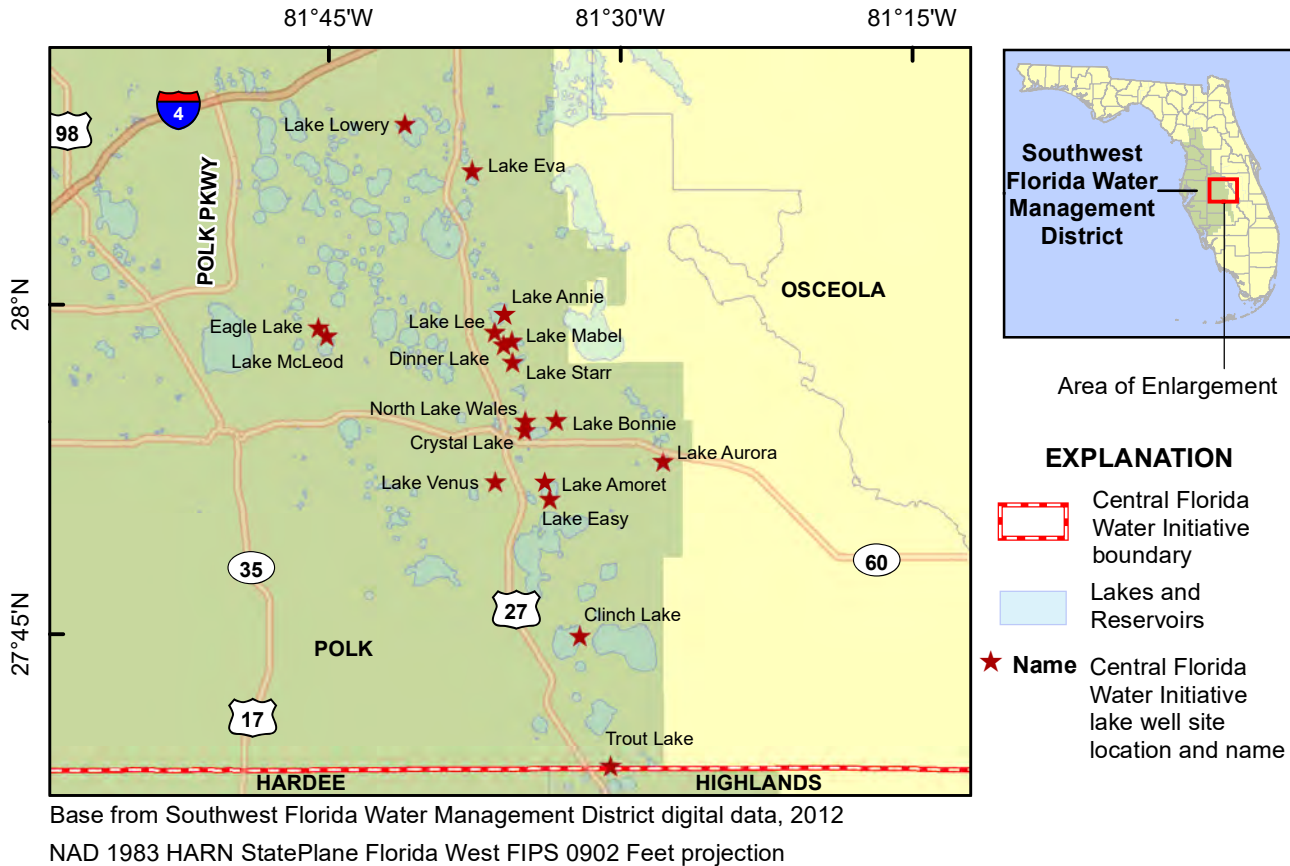 81°45'W
81°30'W
81°15'W
28°N
27°45'N
4
98
POLK PKWY
Lake Lowery
Lake Eva
OSCEOLA
Lake Annie
Lake Lee
Lake Mabel
Eagle Lake
Lake McLeod
Dinner Lake
Lake Starr
North Lake Wales
Lake Bonnie
Crystal Lake
Lake Aurora
Lake Venus
Lake Amoret
Lake Easy
35
60
27
Clinch Lake
POLK
17
Trout Lake
HARDEE
HIGHLANDS
Southwest
Florida Water
Management
District
Area of Enlargement
EXPLANATION
Central Florida
Water Initiative
boundary
Lakes and
Reservoirs
Name Central Florida
Water Initiative
lake well site
location and name
Base from Southwest Florida Water Management District digital data, 2012
NAD 1983 HARN StatePlane Florida West FIPS 0902 Feet projection